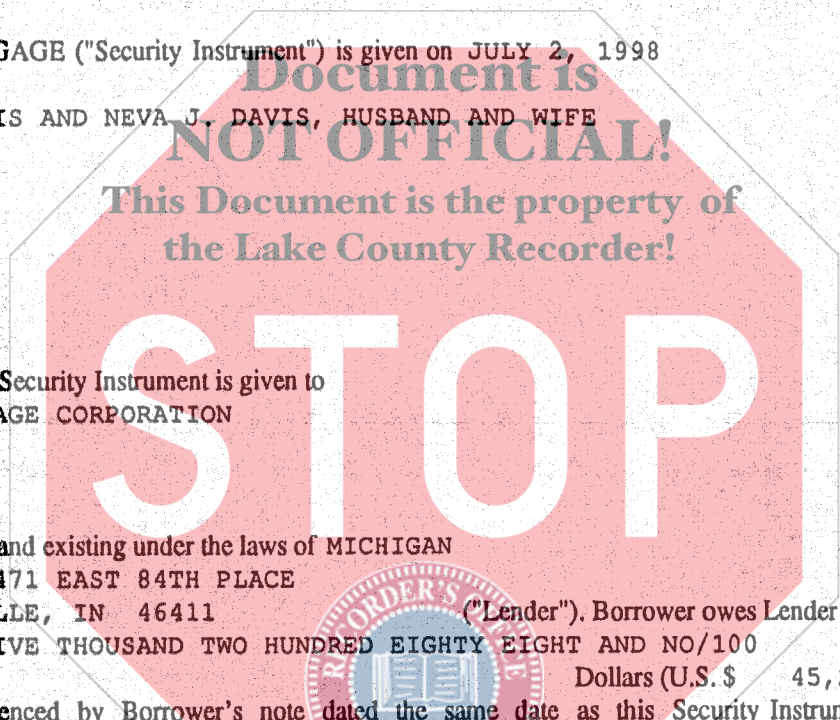 GAGE ("Security Instrument") is given on JULY 2, 1998
Document is
IS AND NEVA J. DAVIS, HUSBAND AND WIFE
NOT OFFICIAL!
This Document is the property of
the Lake County Recorder!
STOP
Security Instrument is given to
AGE CORPORATION
and existing under the laws of MICHIGAN
171 EAST 84TH PLACE
LLE, IN 46411 ("Lender"). Borrower owes Lender
IVE THOUSAND TWO HUNDRED EIGHTY EIGHT AND NO/100
Dollars (U.S. $ 45,
RECORDER'S OFFICE
enced by Borrower's note dated the same date as this Security Instru